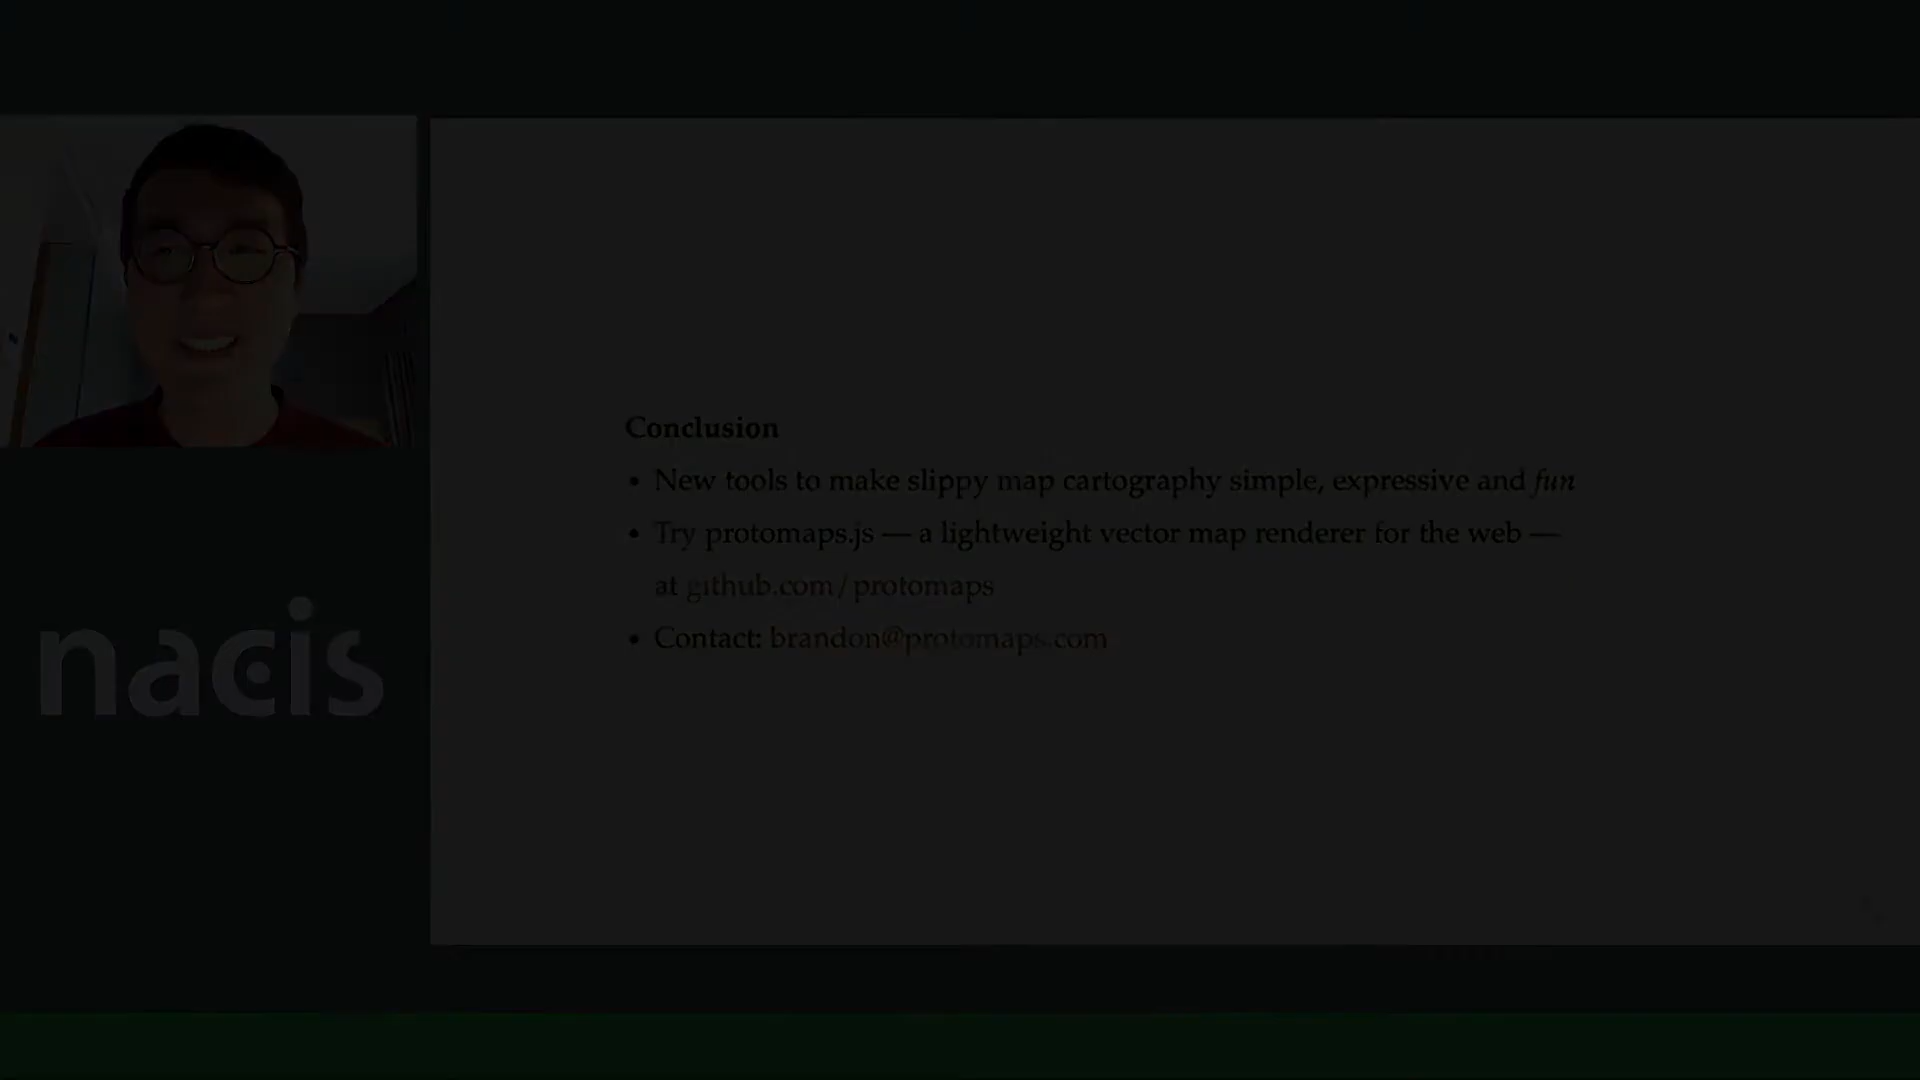 Conclusion
• New tools to make slippy map cartography simple, expressive and fun
• Try protomaps.js — a lightweight vector map renderer for the web —
at github.com/protomaps
• Contact: brandon@protomaps.com
nacis